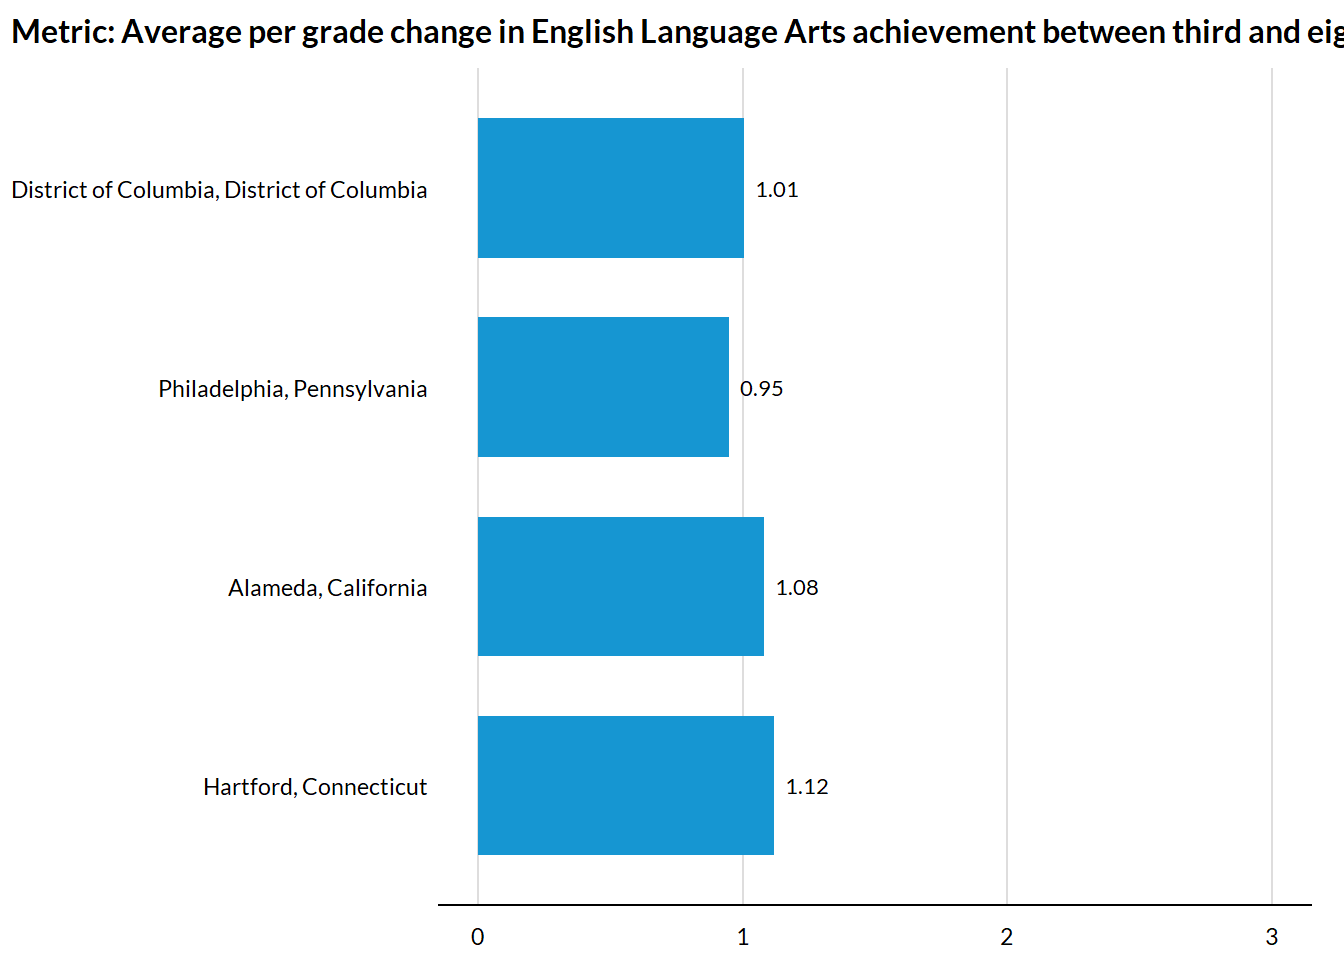 Metric: Average per grade change in English Language Arts achievement between third and
District of Columbia, District of Columbia
1.01
Philadelphia, Pennsylvania
0.95
Alameda, California
1.08
Hartford, Connecticut
1.12
0 1 2 3